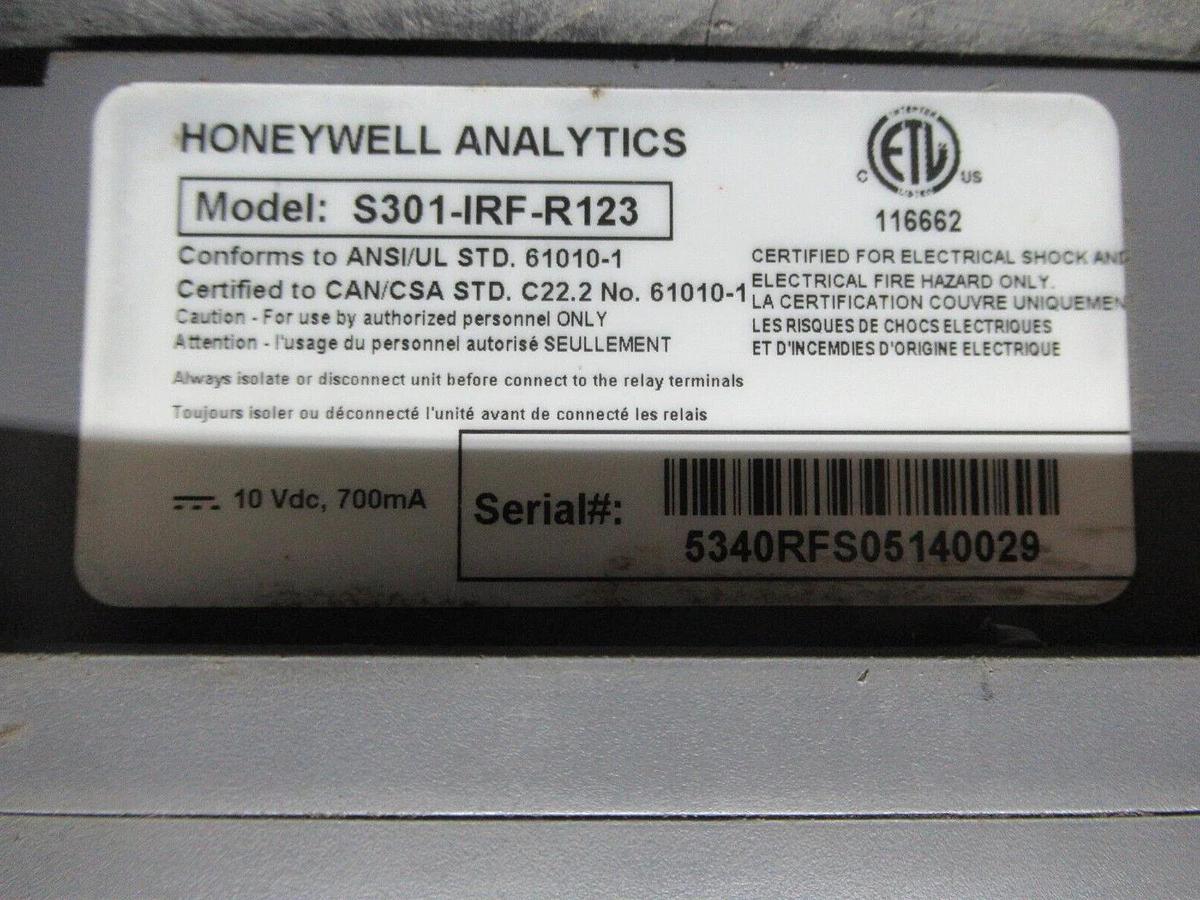 HONEYWELL ANALYTICS
Model: S301-IRF-R123
Conforms to ANSI/UL STD. 61010-1
Certified to CAN/CSA STD. C22.2 No. 61010-1
Caution - For use by authorized personnel ONLY
Attention - l'usage du personnel autorisé SEULLEMENT
Always isolate or disconnect unit before connect to the relay terminals
Toujours isoler ou déconnecté l'unité avant de connecté les relais
INTERTEK
ETL
C US
LISTED
116662
CERTIFIED FOR ELECTRICAL SHOCK AND
ELECTRICAL FIRE HAZARD ONLY.
LA CERTIFICATION COUVRE UNIQUEMEN
LES RISQUES DE CHOCS ELECTRIQUES
ET D'INCEMDIES D'ORIGINE ELECTRIQUE
10 Vdc, 700mA
Serial#:
5340RFS05140029